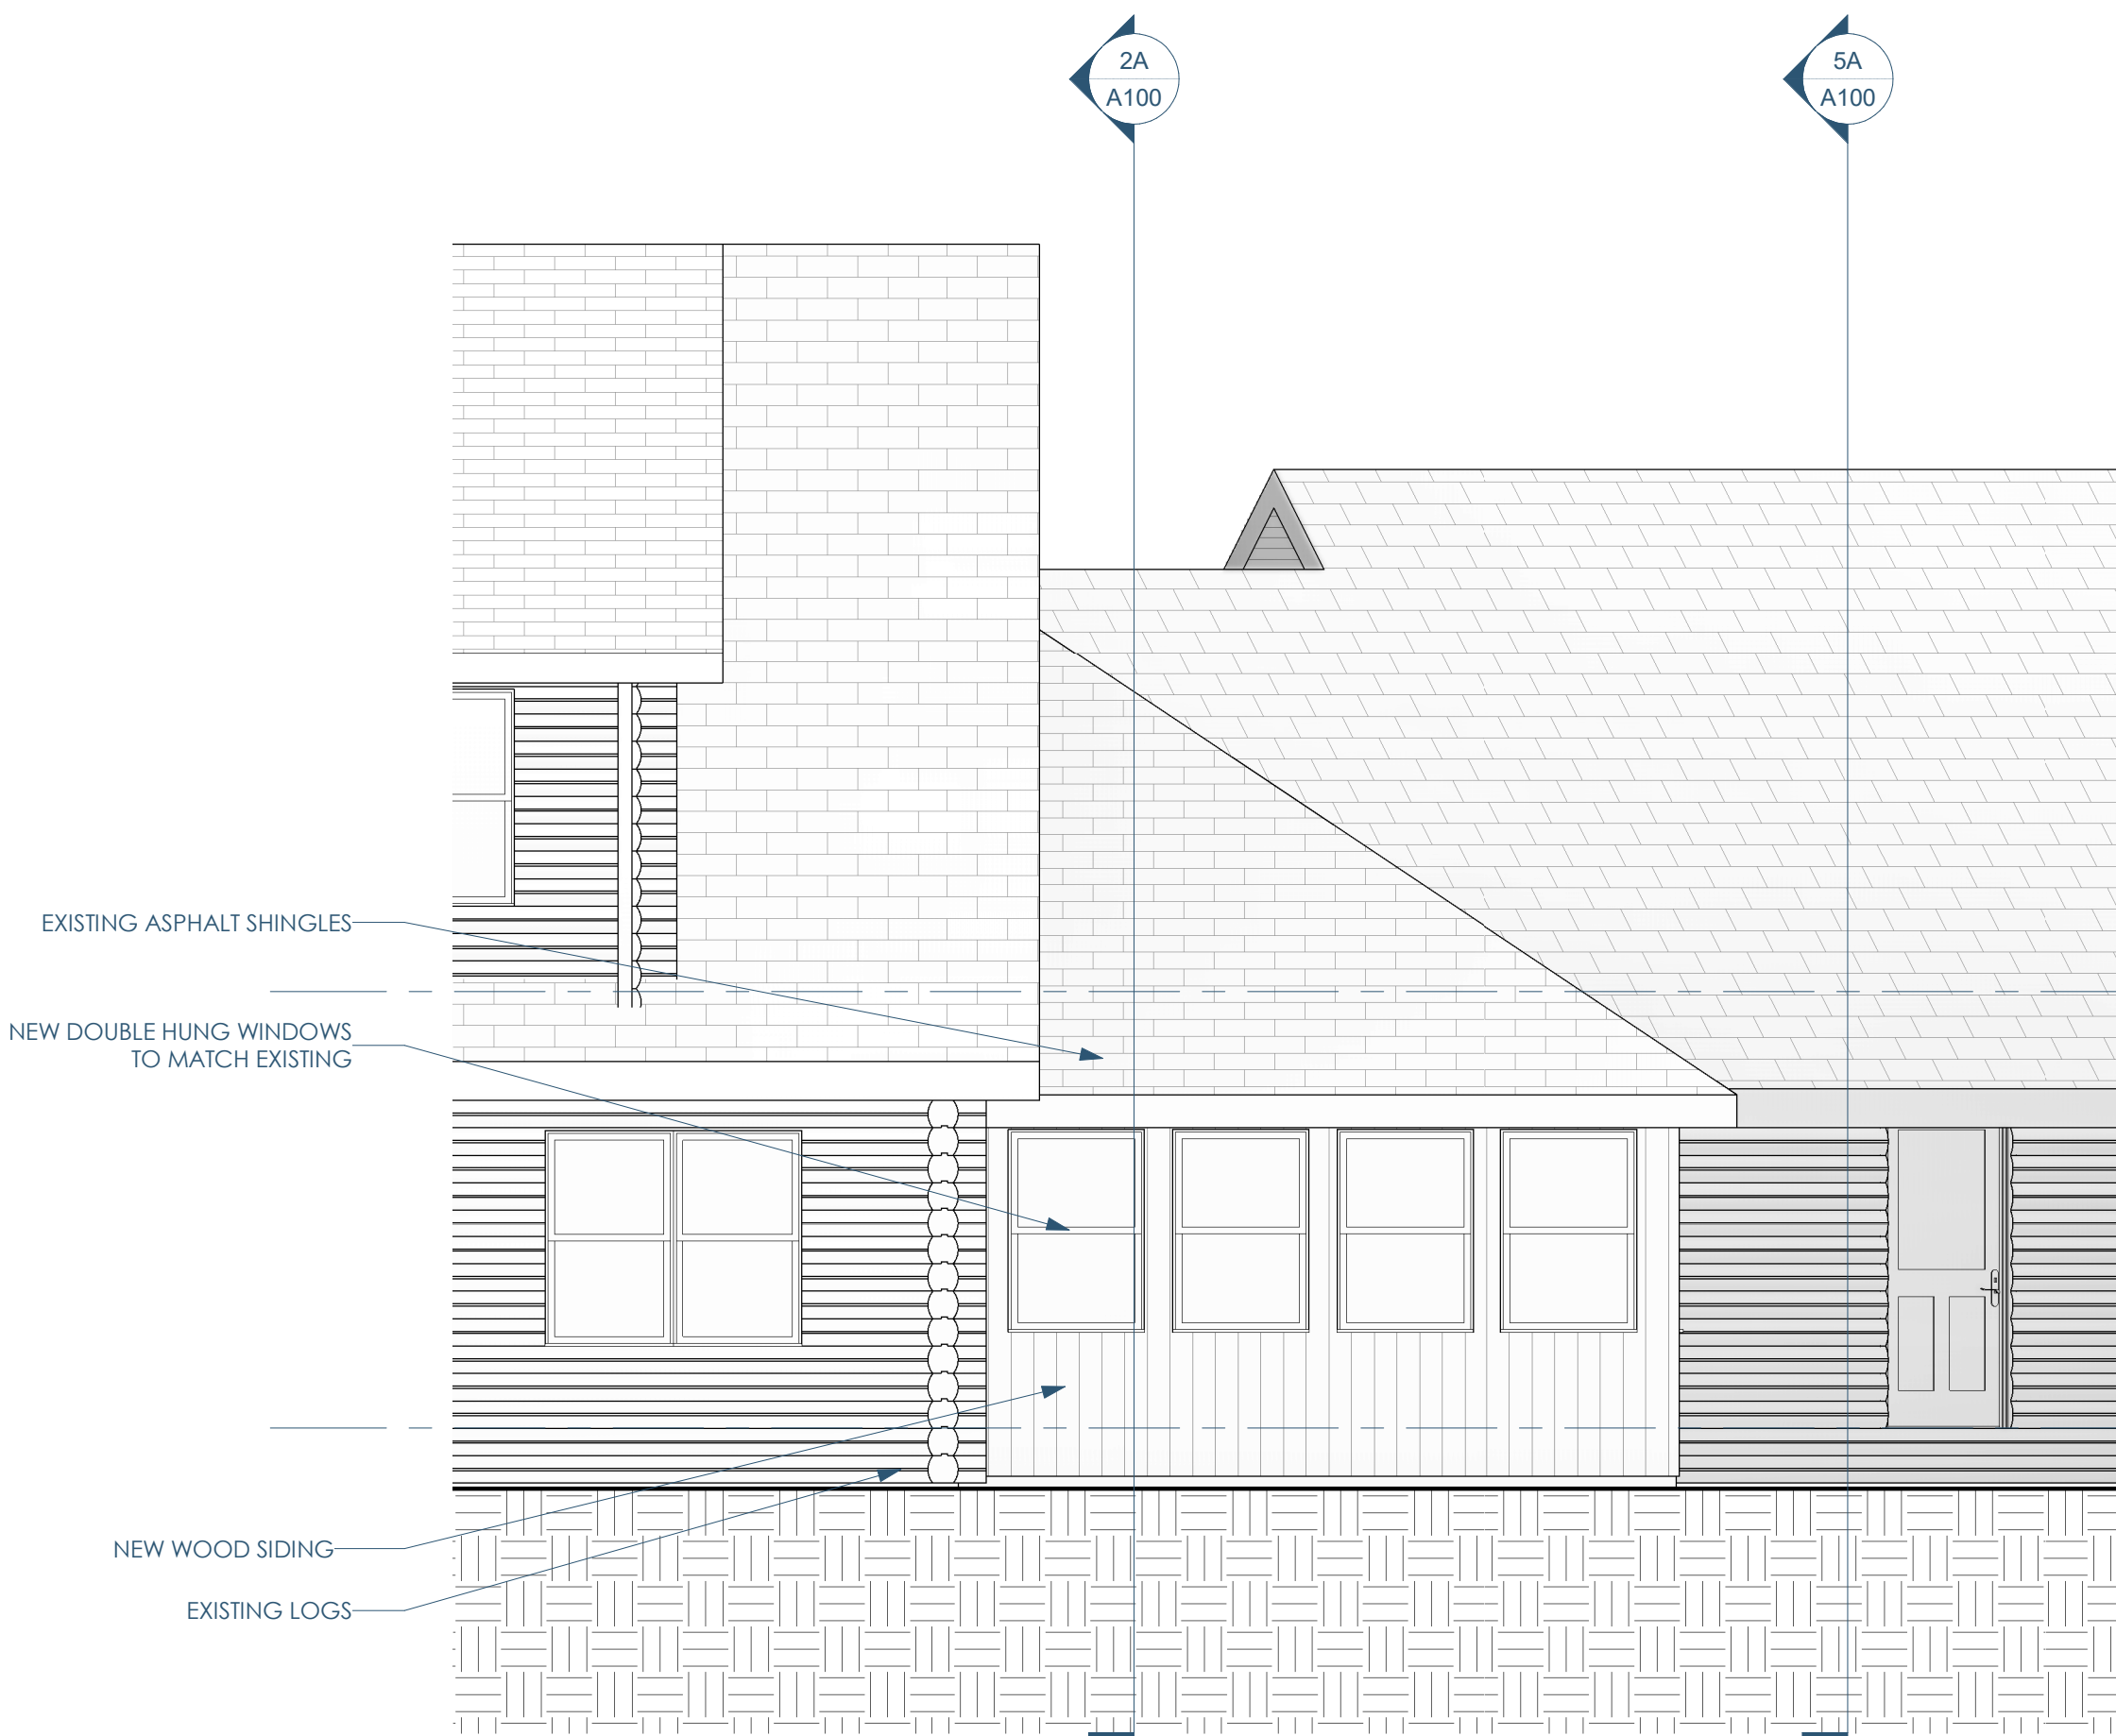 2A
A100
5A
A100
EXISTING ASPHALT SHINGLES
NEW DOUBLE HUNG WINDOWS
TO MATCH EXISTING
NEW WOOD SIDING
EXISTING LOGS